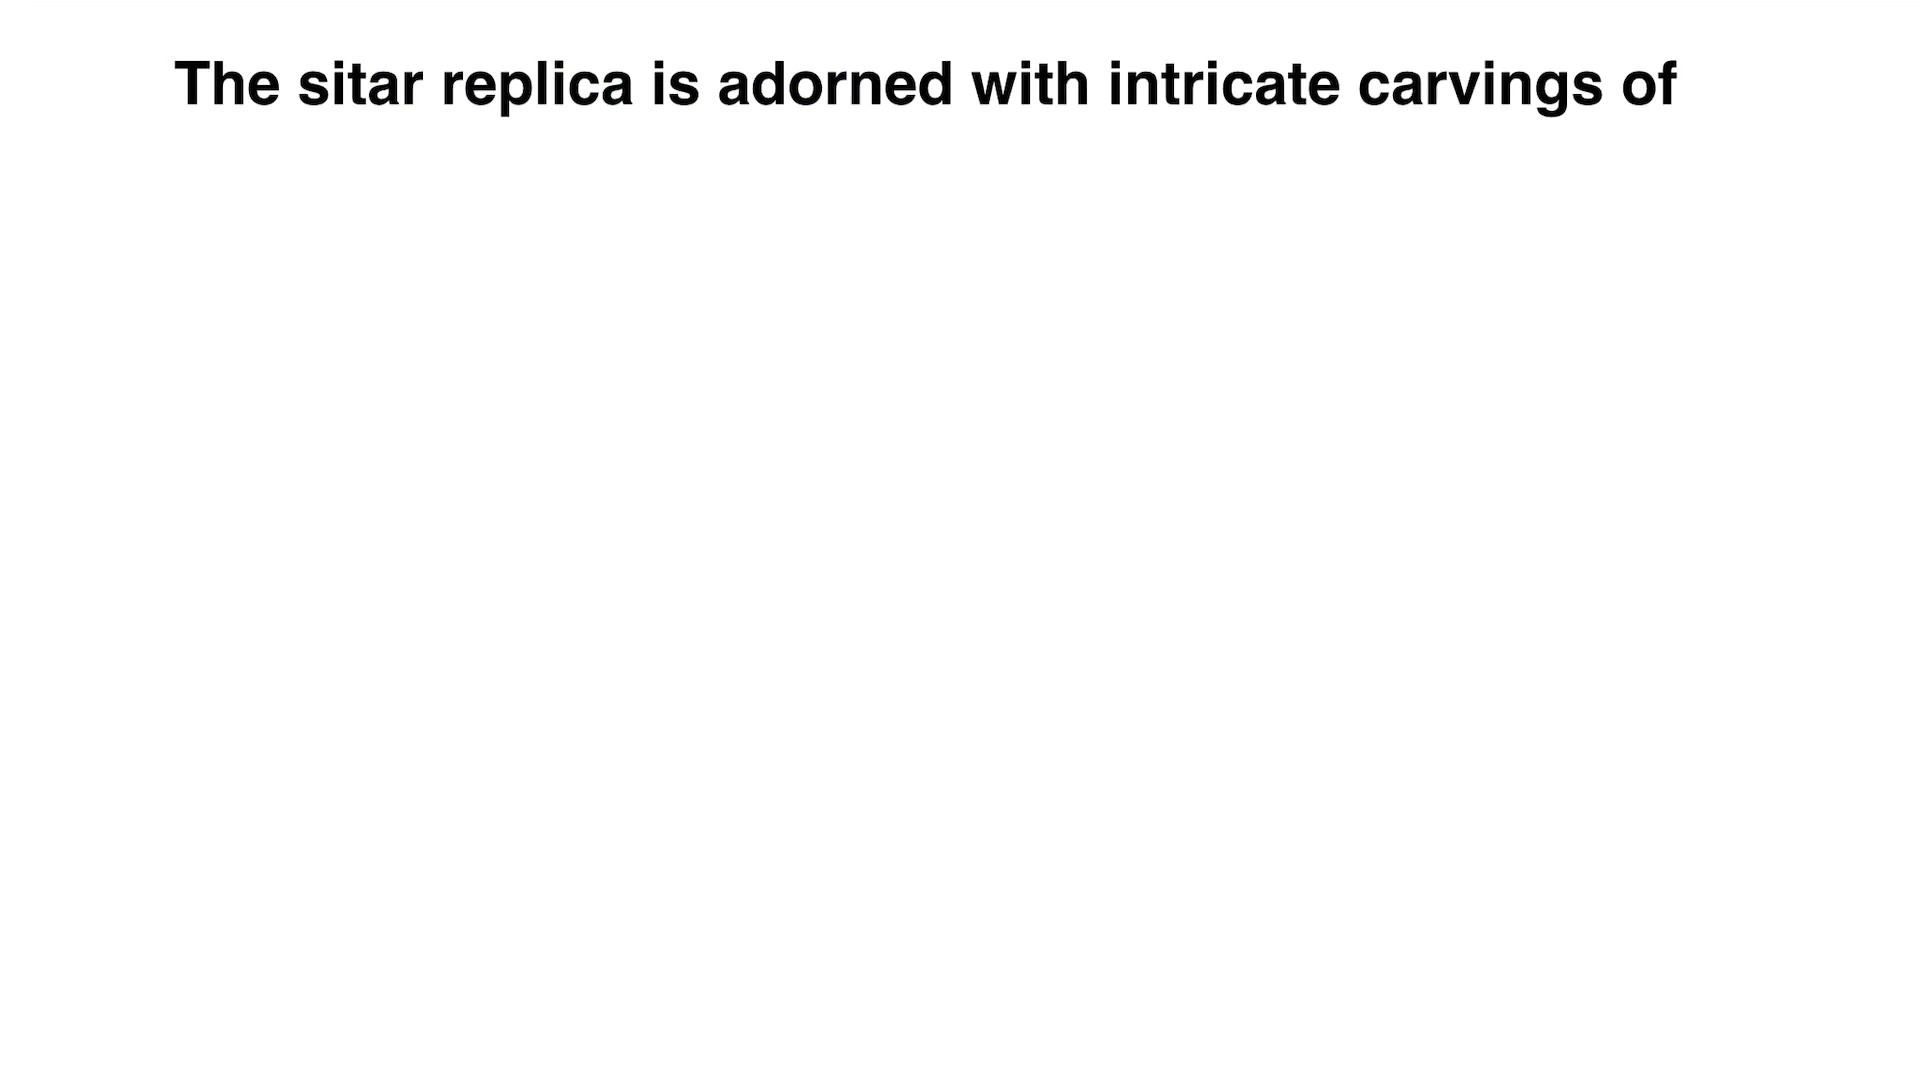 The sitar replica is adorned with intricate carvings of